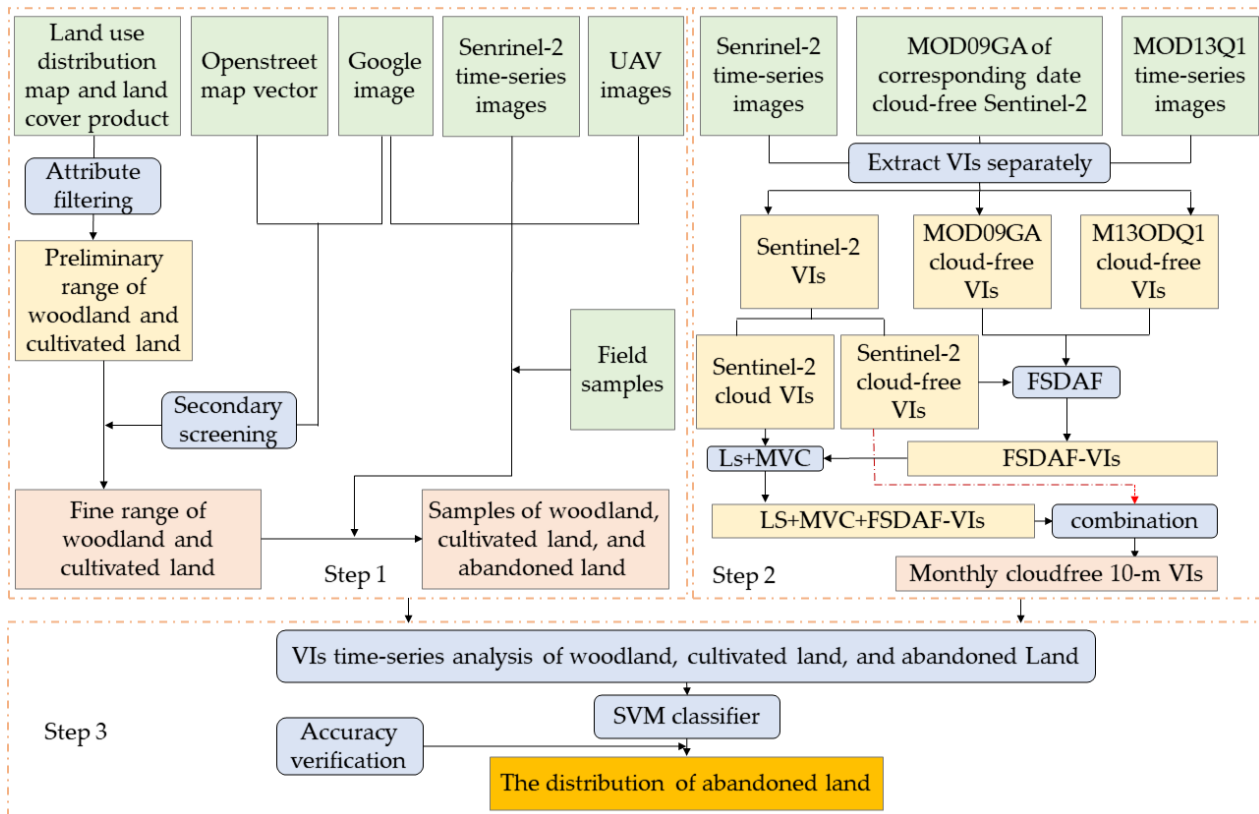 Land use
distribution
map and land
cover product
Openstreet
map vector
Google
image
Senrinel-2
time-series
images
UAV
images
Attribute
filtering
Preliminary
range of
woodland and
cultivated land
Field
samples
Secondary
screening
Fine range of
woodland and
cultivated land
Samples of woodland,
cultivated land, and
abandoned land
Step 1
Senrinel-2
time-series
images
MOD09GA of
corresponding date
cloud-free Sentinel-2
MOD13Q1
time-series
images
Extract VIs separately
Sentinel-2
VIs
MOD09GA
cloud-free
VIs
M13ODQ1
cloud-free
VIs
Sentinel-2
cloud VIs
Sentinel-2
cloud-free
VIs
FSDAF
Ls+MVC
FSDAF-VIs
LS+MVC+FSDAF-VIs
combination
Step 2
Monthly cloudfree 10-m VIs
VIs time-series analysis of woodland, cultivated land, and abandoned Land
SVM classifier
Step 3
Accuracy
verification
The distribution of abandoned land